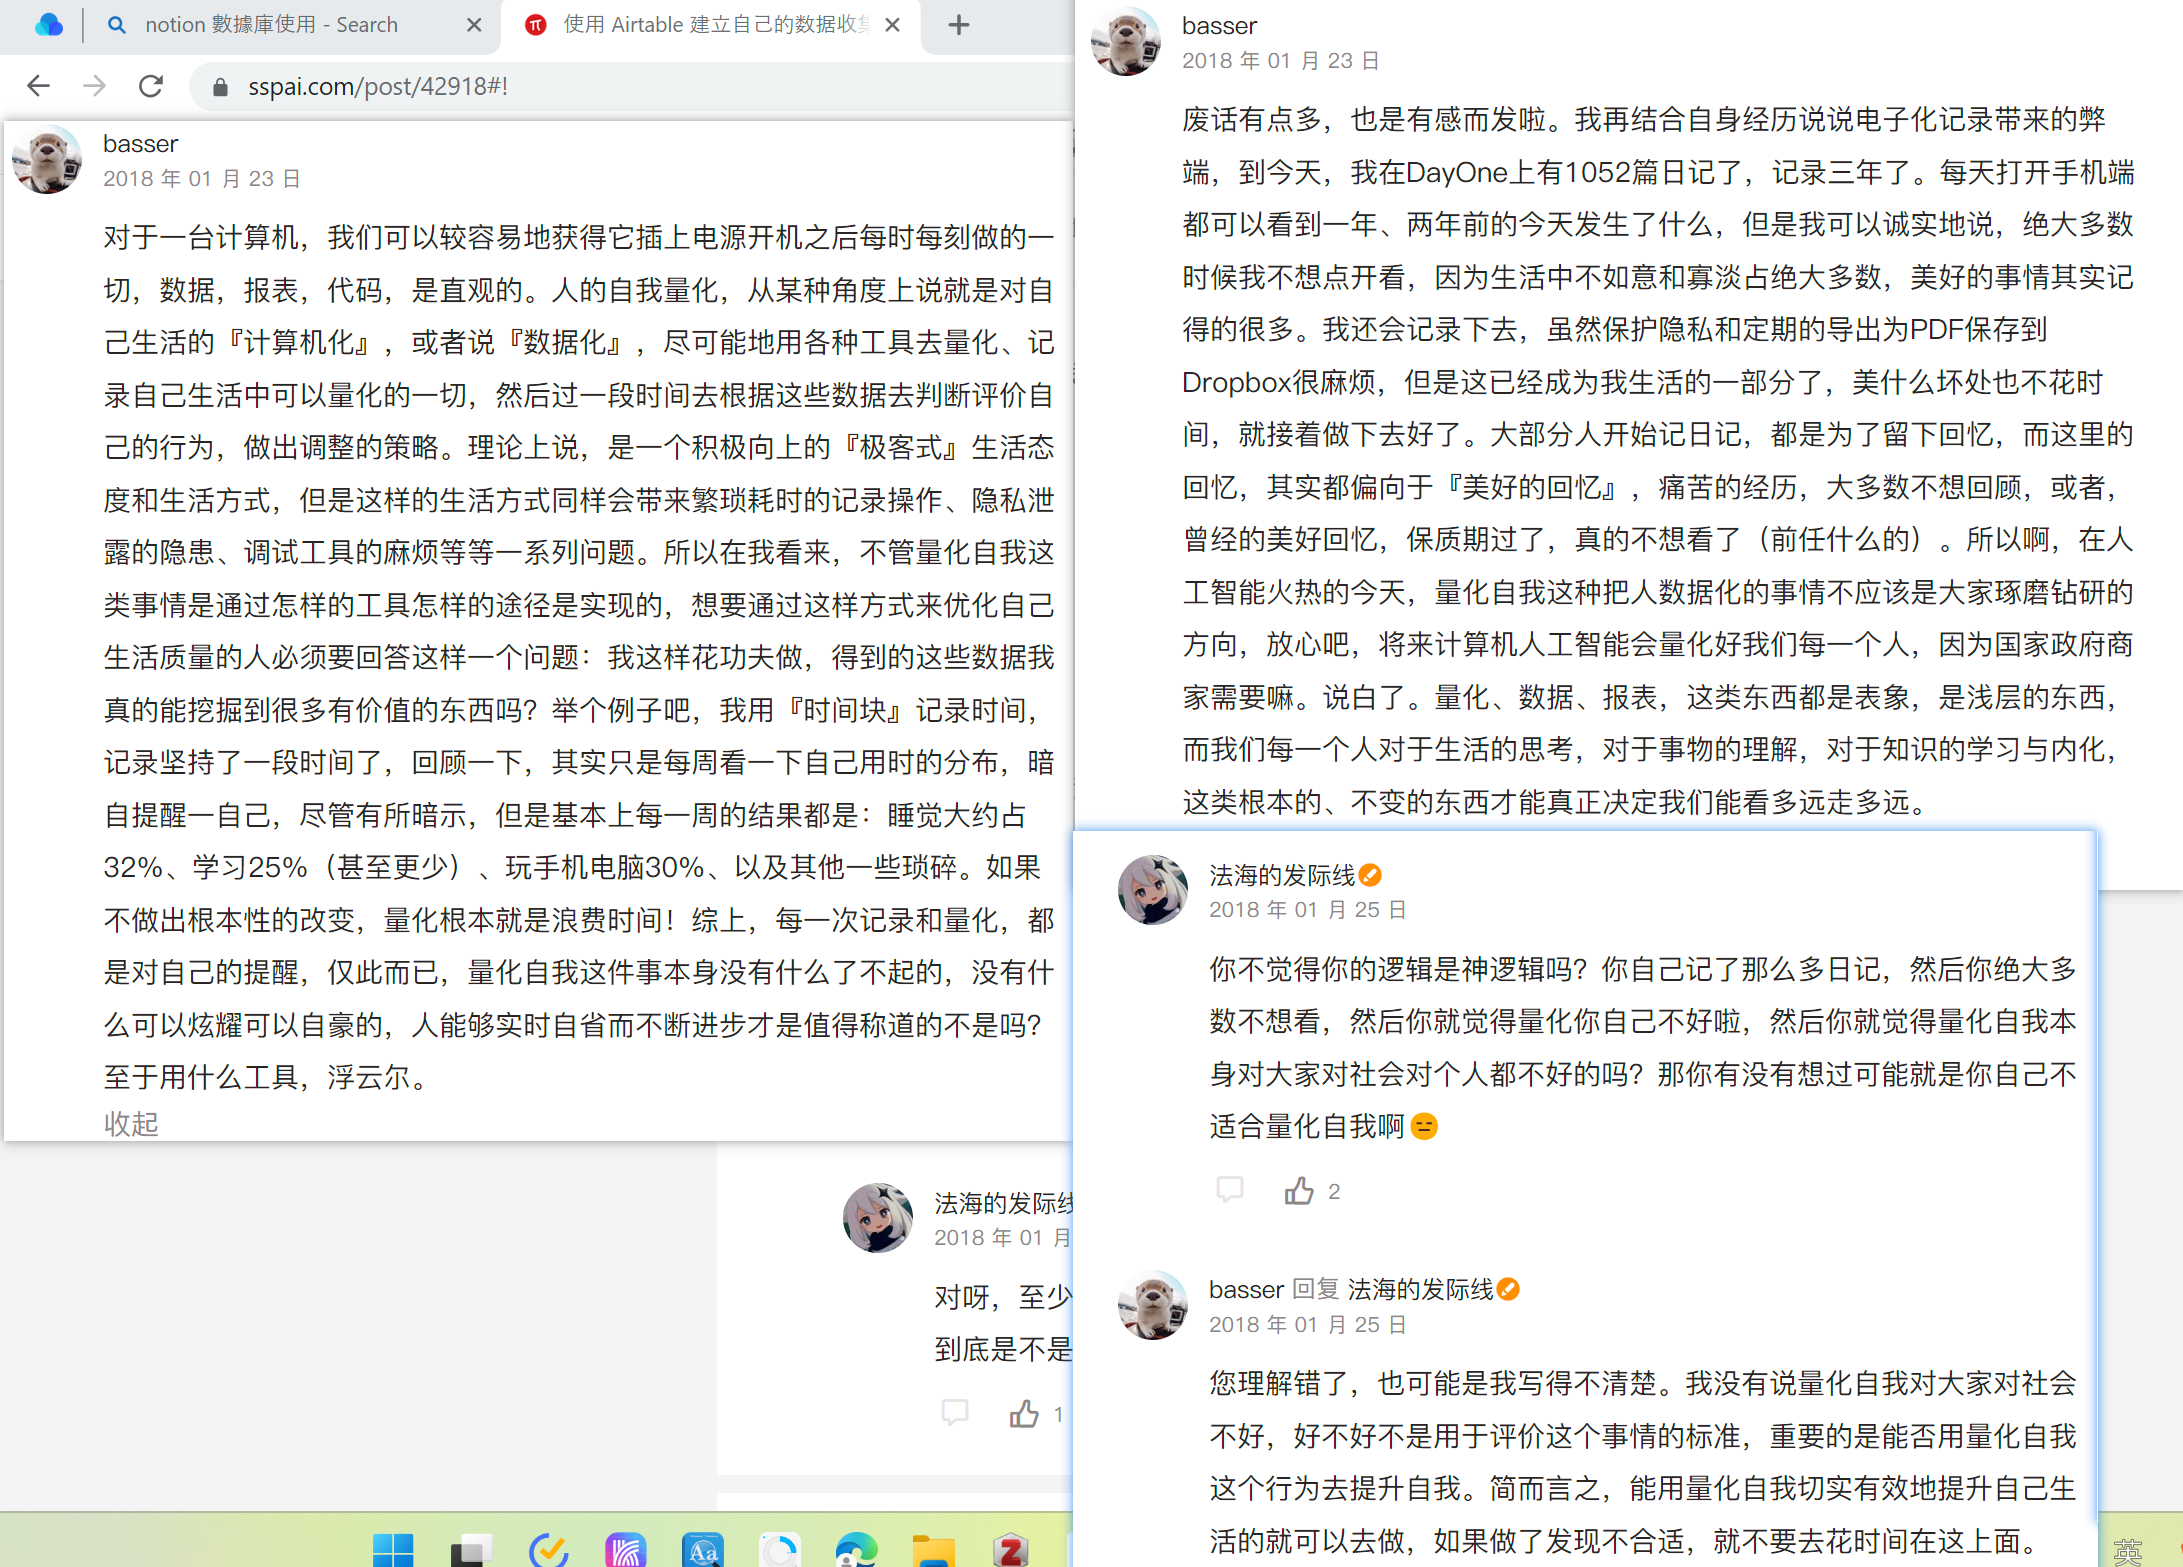 notion 數據庫使用 - Search
使用 Airtable 建立自己的数据收
sspai.com/post/42918#!
basser
2018 年 01 月 23 日
对于一台计算机，我们可以较容易地获得它插上电源开机之后每时每刻做的一
切，数据，报表，代码，是直观的。人的自我量化，从某种角度上说就是对自
己生活的『计算机化』，或者说『数据化』，尽可能地用各种工具去量化、记
录自己生活中可以量化的一切，然后过一段时间去根据这些数据去判断评价自
己的行为，做出调整的策略。理论上说，是一个积极向上的『极客式』生活态
度和生活方式，但是这样的生活方式同样会带来繁琐耗时的记录操作、隐私泄
露的隐患、调试工具的麻烦等等一系列问题。所以在我看来，不管量化自我这
类事情是通过怎样的工具怎样的途径是实现的，想要通过这样方式来优化自己
生活质量的人必须要回答这样一个问题：我这样花功夫做，得到的这些数据我
真的能挖掘到很多有价值的东西吗？举个例子吧，我用『时间块』记录时间，
记录坚持了一段时间了，回顾一下，其实只是每周看一下自己用时的分布，暗
自提醒一自己，尽管有所暗示，但是基本上每一周的结果都是：睡觉大约占
32%、学习25%（甚至更少）、玩手机电脑30%、以及其他一些琐碎。如果
不做出根本性的改变，量化根本就是浪费时间！综上，每一次记录和量化，都
是对自己的提醒，仅此而已，量化自我这件事本身没有什么了不起的，没有什
么可以炫耀可以自豪的，人能够实时自省而不断进步才是值得称道的不是吗？
至于用什么工具，浮云尔。
收起
法海的发际线
2018 年 01 月
对呀，至少
到底是不是
1
basser
2018 年 01 月 23 日
废话有点多，也是有感而发啦。我再结合自身经历说说电子化记录带来的弊
端，到今天，我在DayOne上有1052篇日记了，记录三年了。每天打开手机端
都可以看到一年、两年前的今天发生了什么，但是我可以诚实地说，绝大多数
时候我不想点开看，因为生活中不如意和寡淡占绝大多数，美好的事情其实记
得的很多。我还会记录下去，虽然保护隐私和定期的导出为PDF保存到
Dropbox很麻烦，但是这已经成为我生活的一部分了，美什么坏处也不花时
间，就接着做下去好了。大部分人开始记日记，都是为了留下回忆，而这里的
回忆，其实都偏向于『美好的回忆』，痛苦的经历，大多数不想回顾，或者，
曾经的美好回忆，保质期过了，真的不想看了（前任什么的）。所以啊，在人
工智能火热的今天，量化自我这种把人数据化的事情不应该是大家琢磨钻研的
方向，放心吧，将来计算机人工智能会量化好我们每一个人，因为国家政府商
家需要嘛。说白了。量化、数据、报表，这类东西都是表象，是浅层的东西，
而我们每一个人对于生活的思考，对于事物的理解，对于知识的学习与内化，
这类根本的、不变的东西才能真正决定我们能看多远走多远。
法海的发际线
2018 年 01 月 25 日
你不觉得你的逻辑是神逻辑吗？你自己记了那么多日记，然后你绝大多
数不想看，然后你就觉得量化你自己不好啦，然后你就觉得量化自我本
身对大家对社会对个人都不好的吗？那你有没有想过可能就是你自己不
适合量化自我啊😑
2
basser 回复 法海的发际线
2018 年 01 月 25 日
您理解错了，也可能是我写得不清楚。我没有说量化自我对大家对社会
不好，好不好不是用于评价这个事情的标准，重要的是能否用量化自我
这个行为去提升自我。简而言之，能用量化自我切实有效地提升自己生
活的就可以去做，如果做了发现不合适，就不要去花时间在这上面。
Aa
Z
英